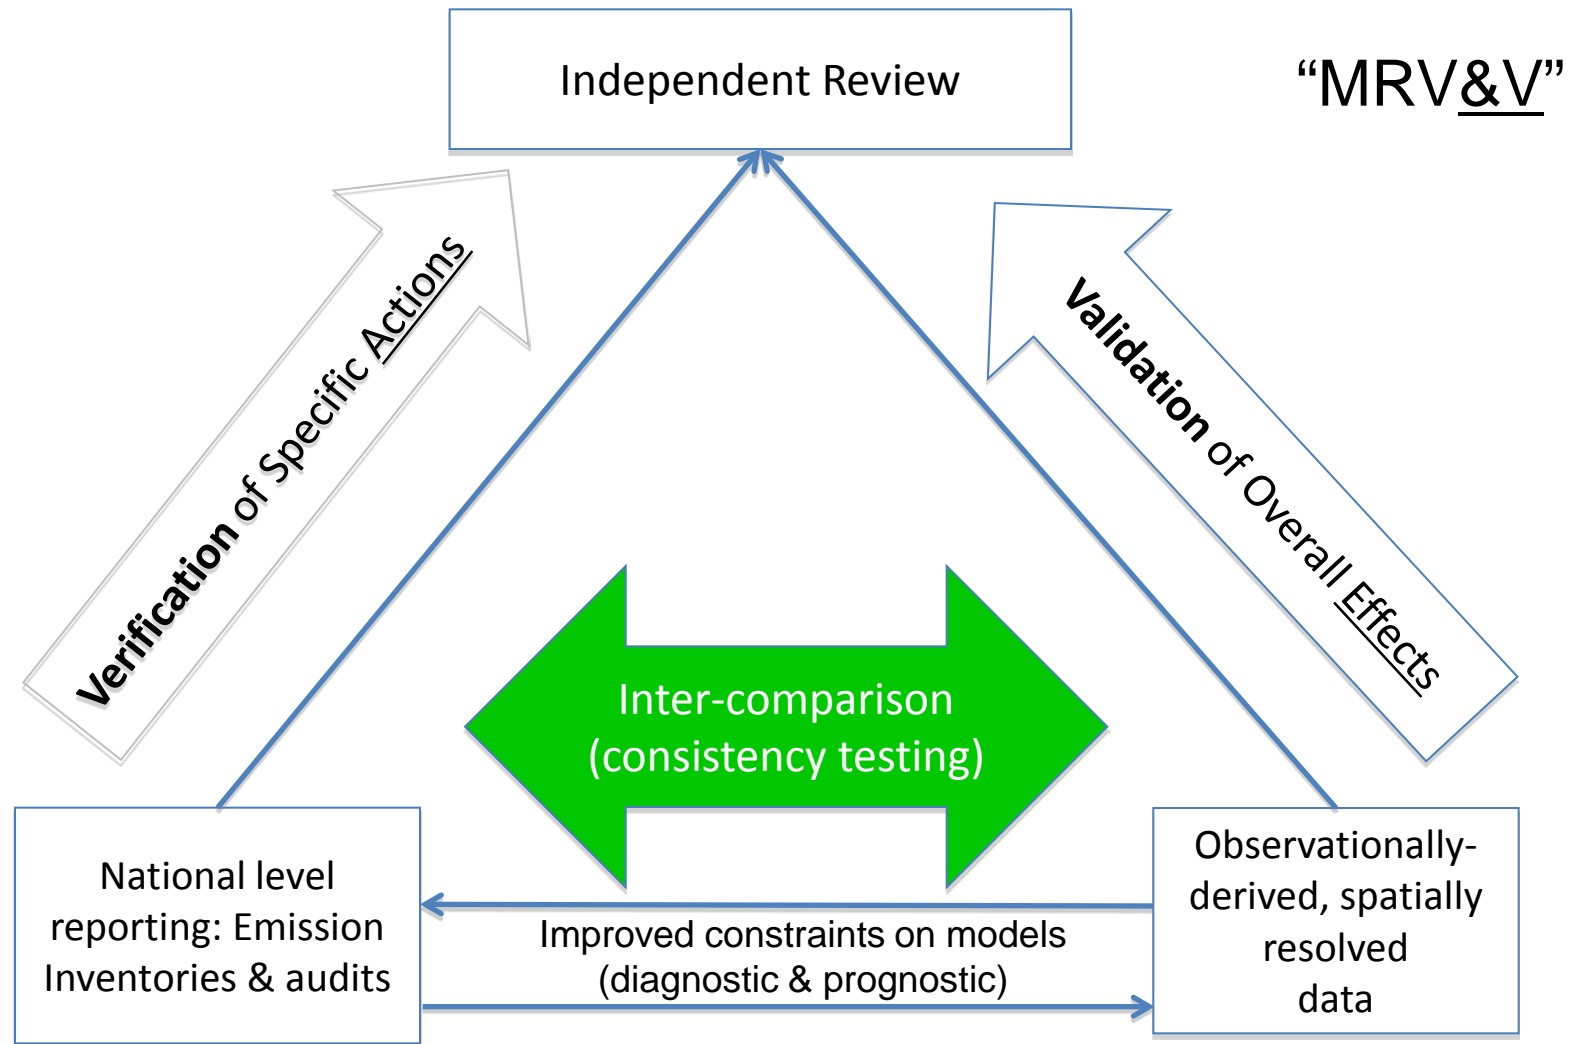 Independent Review
“MRV&V”
Verification of Specific Actions
Validation of Overall Effects
Inter-comparison
(consistency testing)
National level
reporting: Emission
Inventories & audits
Improved constraints on models
(diagnostic & prognostic)
Observationally-
derived, spatially
resolved
data